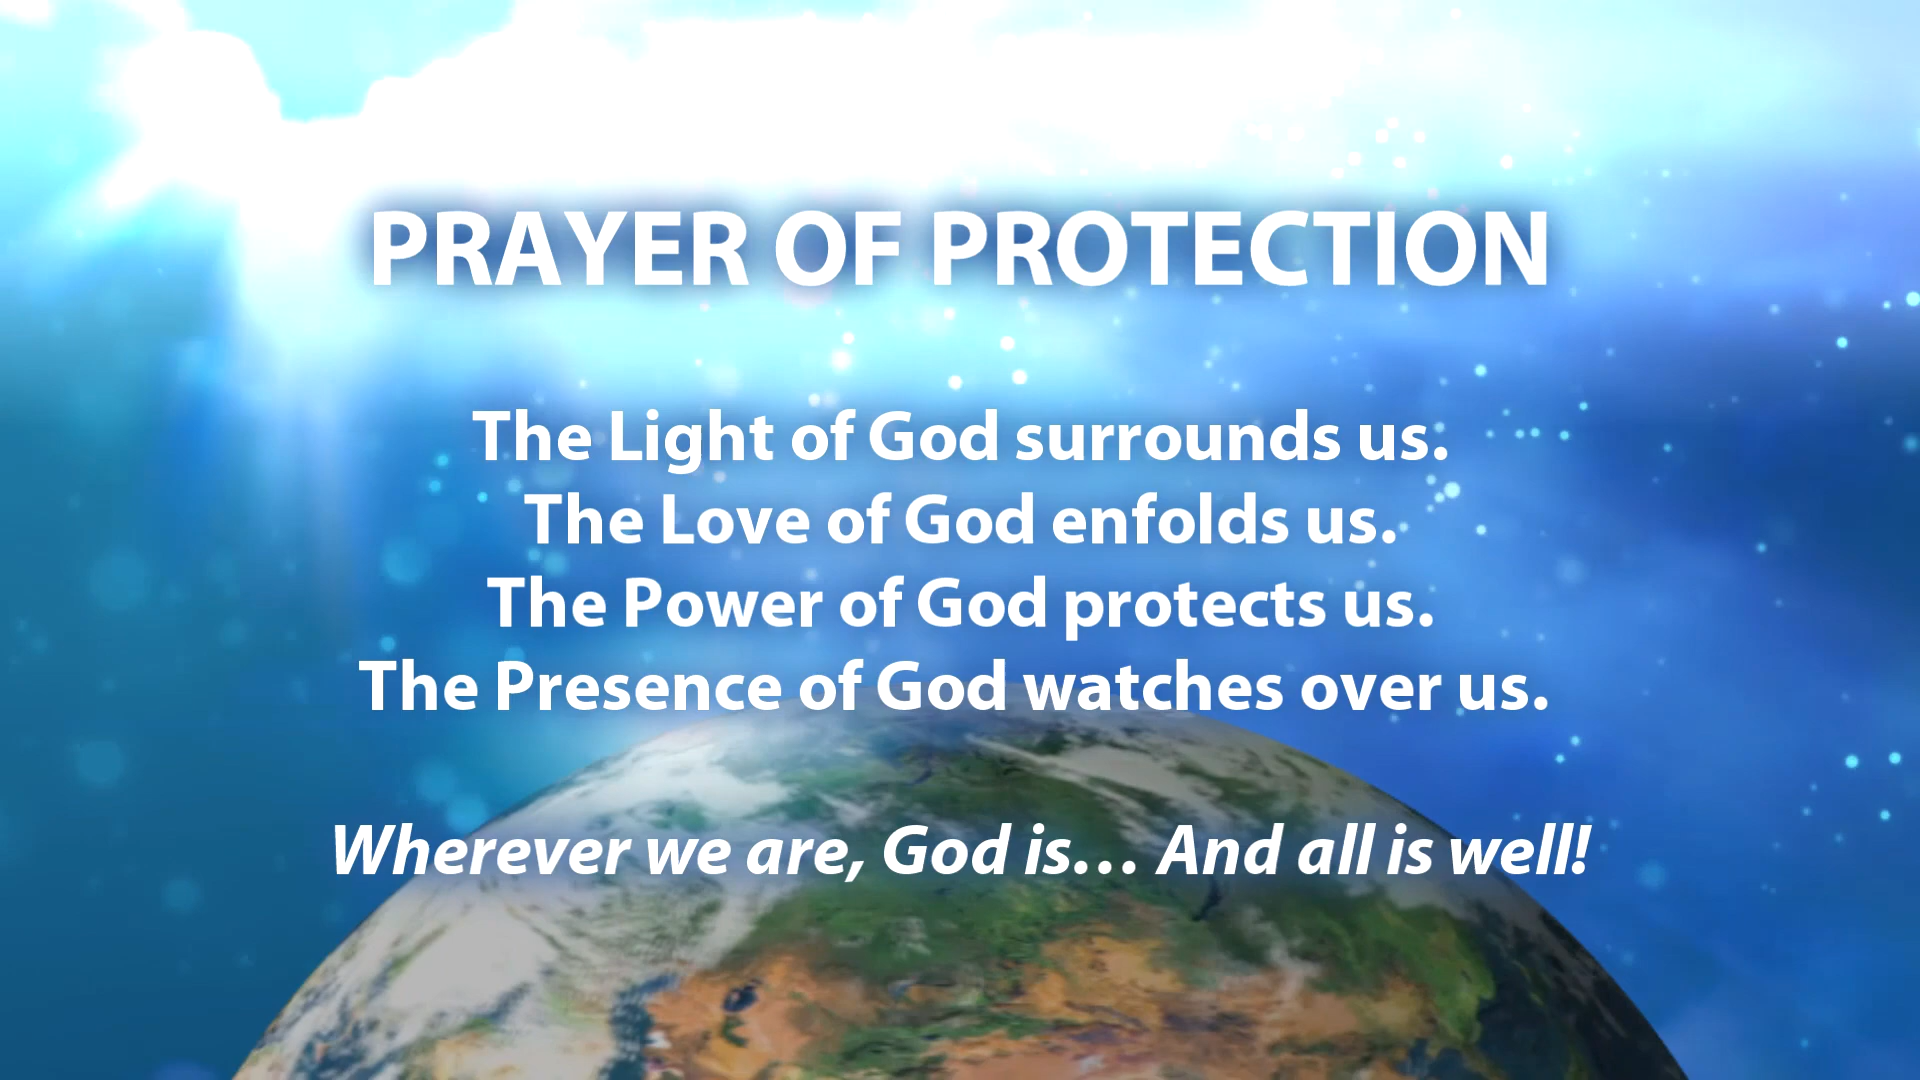 PRAYER OF PROTECTION
The Light of God surrounds us.
The Love of God enfolds us.
The Power of God protects us.
The Presence of God watches over us.
Wherever we are, God is... And all is well!